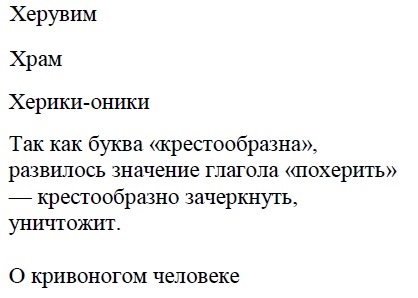 Херувим
Храм
Херики-оники
Так как буква «крестообразна»,
развилось значение глагола «похерить»
— крестообразно зачеркнуть,
уничтожит.
О кривоногом человеке